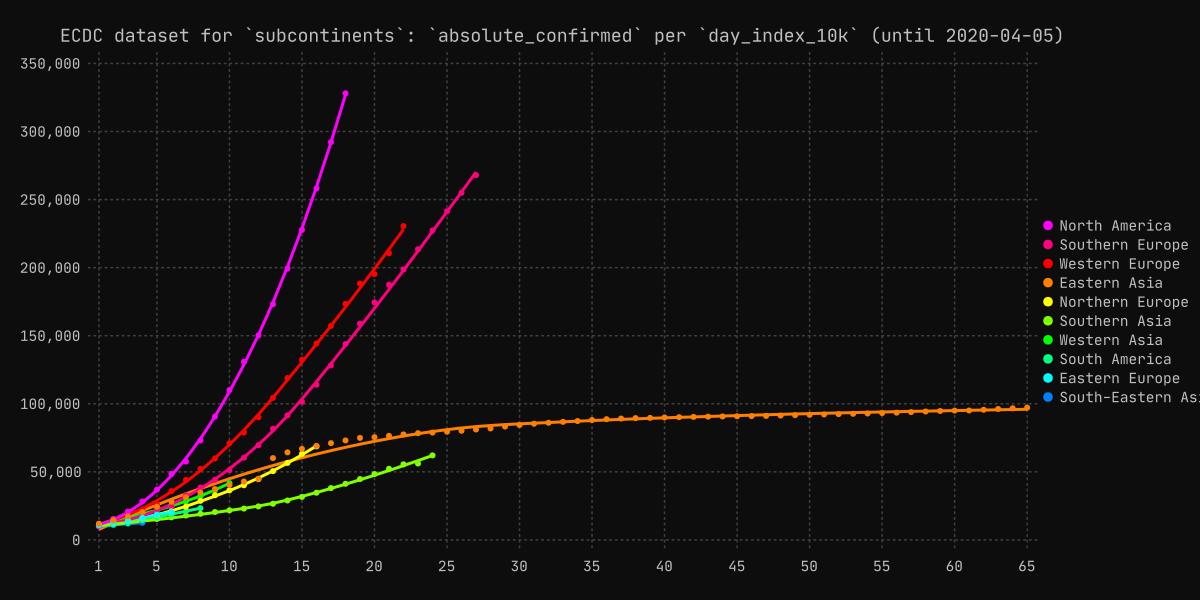 ECDC dataset for `subcontinents`: `absolute_confirmed` per `day_index_10k` (until 2020-04-05)
350,000
300,000
250,000
200,000
150,000
100,000
50,000
0
1 5 10 15 20 25 30 35 40 45 50 55 60 65
North America
Southern Europe
Western Europe
Eastern Asia
Northern Europe
Southern Asia
Western Asia
South America
Eastern Europe
South-Eastern